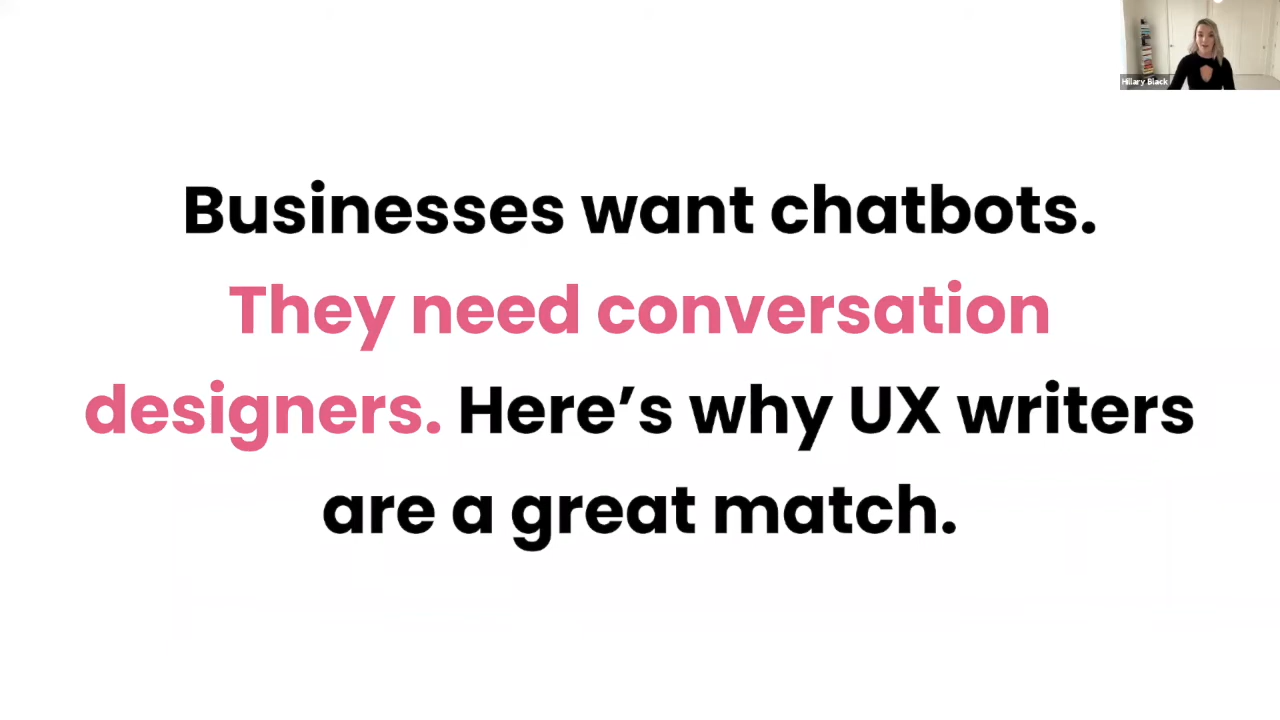 Hillary Black
Businesses want chatbots.
They need conversation
designers. Here’s why UX writers
are a great match.